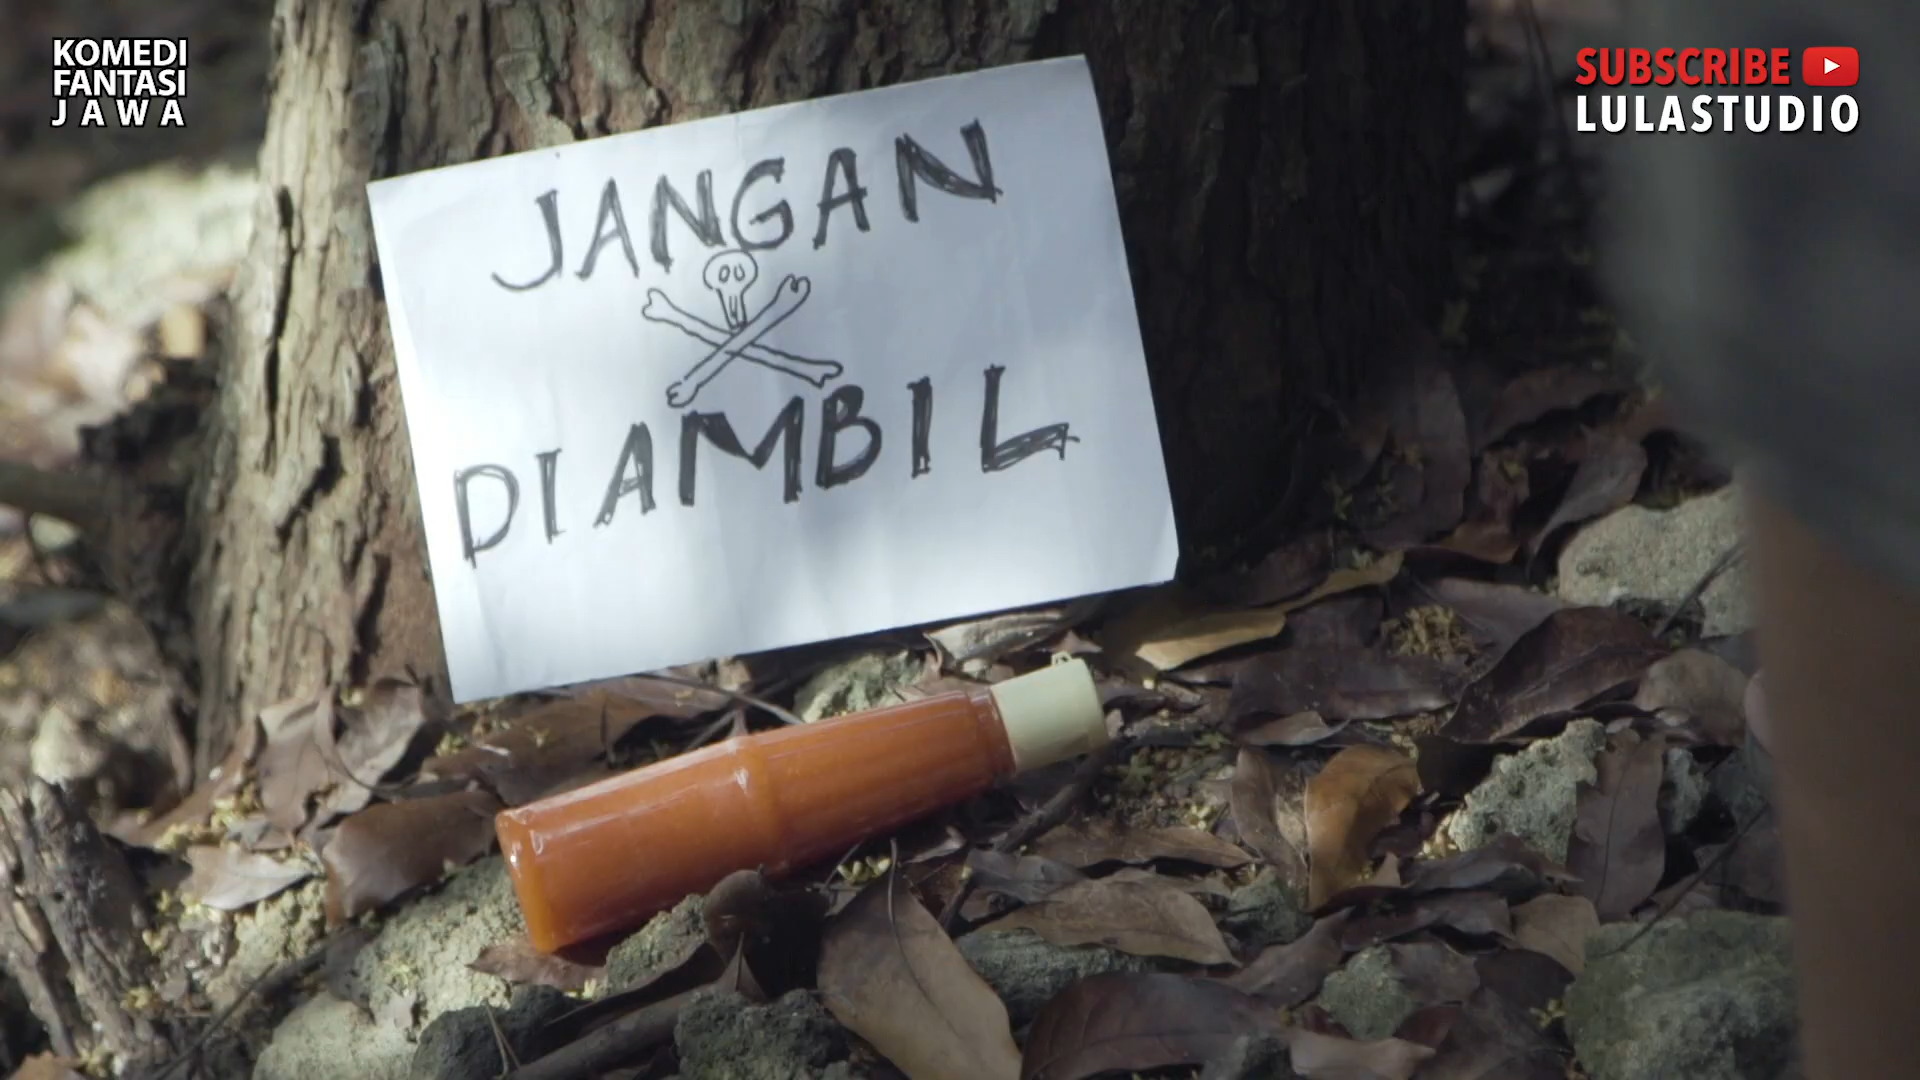 KOMEDI
FANTASI
JAWA
SUBSCRIBE
LULASTUDIO
JANGAN
DIAMBIL